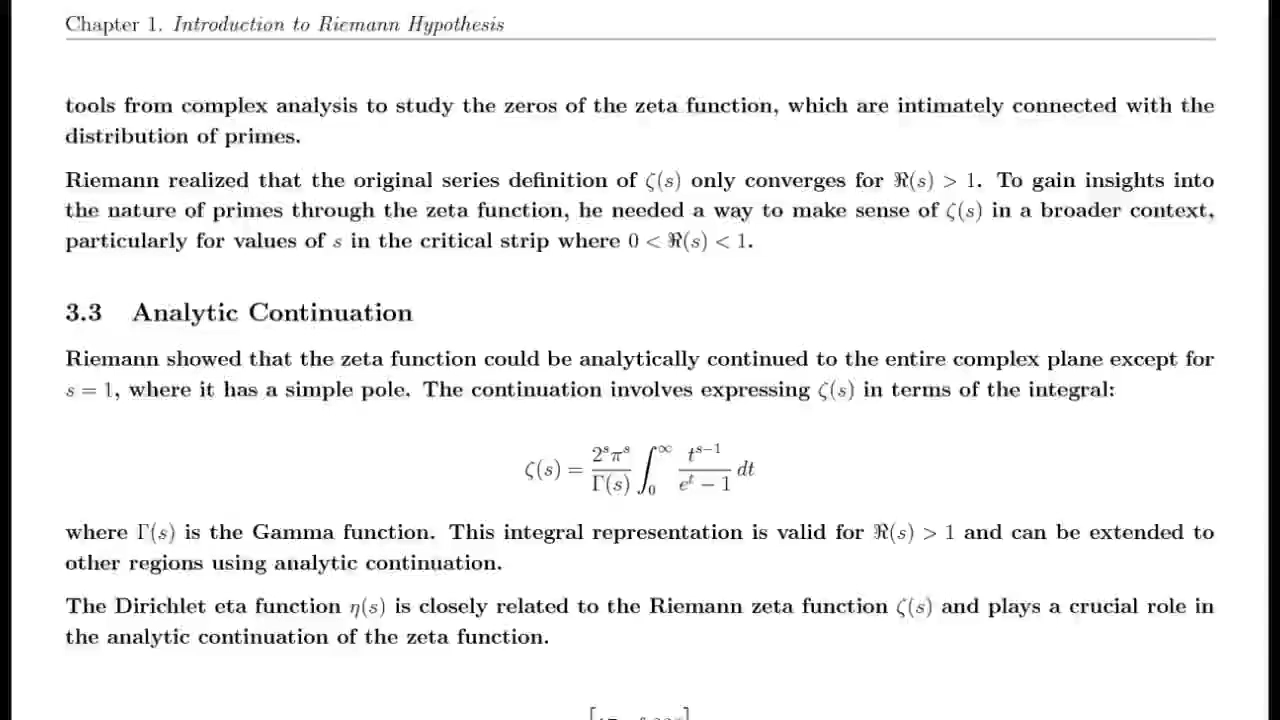 Chapter 1. Introduction to Riemann Hypothesis
tools from complex analysis to study the zeros of the zeta function, which are intimately connected with the
distribution of primes.
Riemann realized that the original series definition of ζ(s) only converges for ℜ(s) > 1. To gain insights into
the nature of primes through the zeta function, he needed a way to make sense of ζ(s) in a broader context,
particularly for values of s in the critical strip where 0 < ℜ(s) < 1.
3.3 Analytic Continuation
Riemann showed that the zeta function could be analytically continued to the entire complex plane except for
s = 1, where it has a simple pole. The continuation involves expressing ζ(s) in terms of the integral:
ζ(s) = 2^s π^s / Γ(s) ∫_0^∞ t^{s−1} / (e^t − 1) dt
where Γ(s) is the Gamma function. This integral representation is valid for ℜ(s) > 1 and can be extended to
other regions using analytic continuation.
The Dirichlet eta function η(s) is closely related to the Riemann zeta function ζ(s) and plays a crucial role in
the analytic continuation of the zeta function.